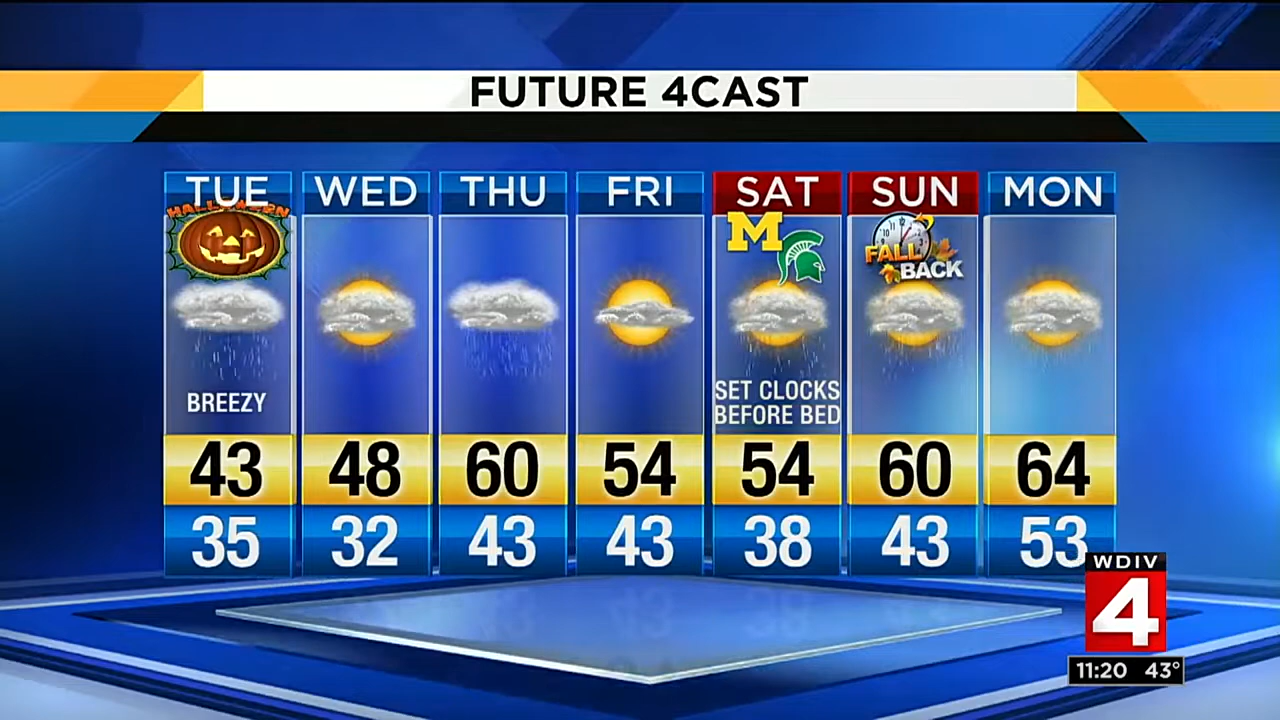 FUTURE 4CAST
TUE WED THU FRI SAT SUN MON
HALLOWEEN
M
FALL
BACK
BREEZY
SET CLOCKS
BEFORE BED
43 48 60 54 54 60 64
35 32 43 43 38 43 53
WDIV
4
11:20 43°